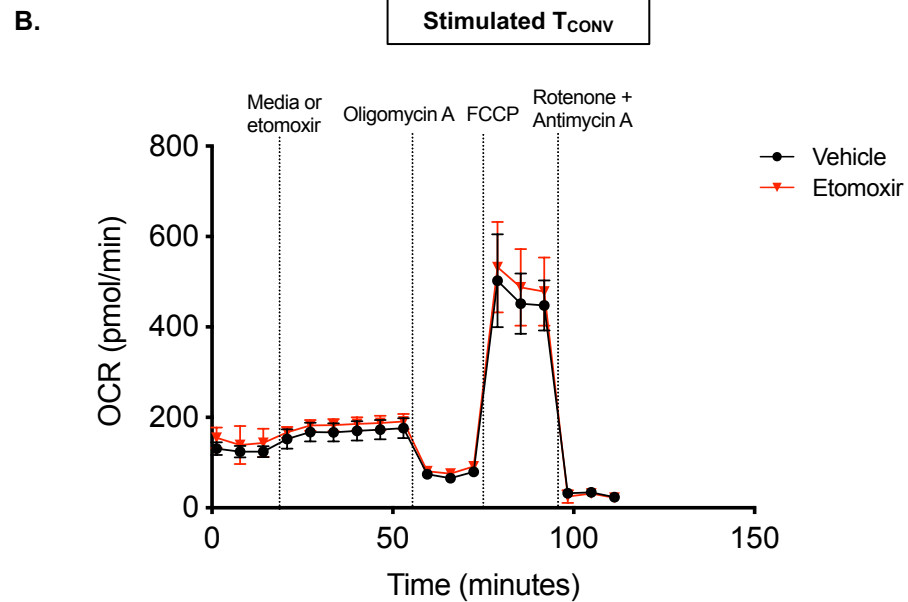 B.
Stimulated TCONV
Media or
etomoxir
Oligomycin A
FCCP
Rotenone +
Antimycin A
Vehicle
Etomoxir
800
600
400
200
0
OCR (pmol/min)
0
50
100
150
Time (minutes)